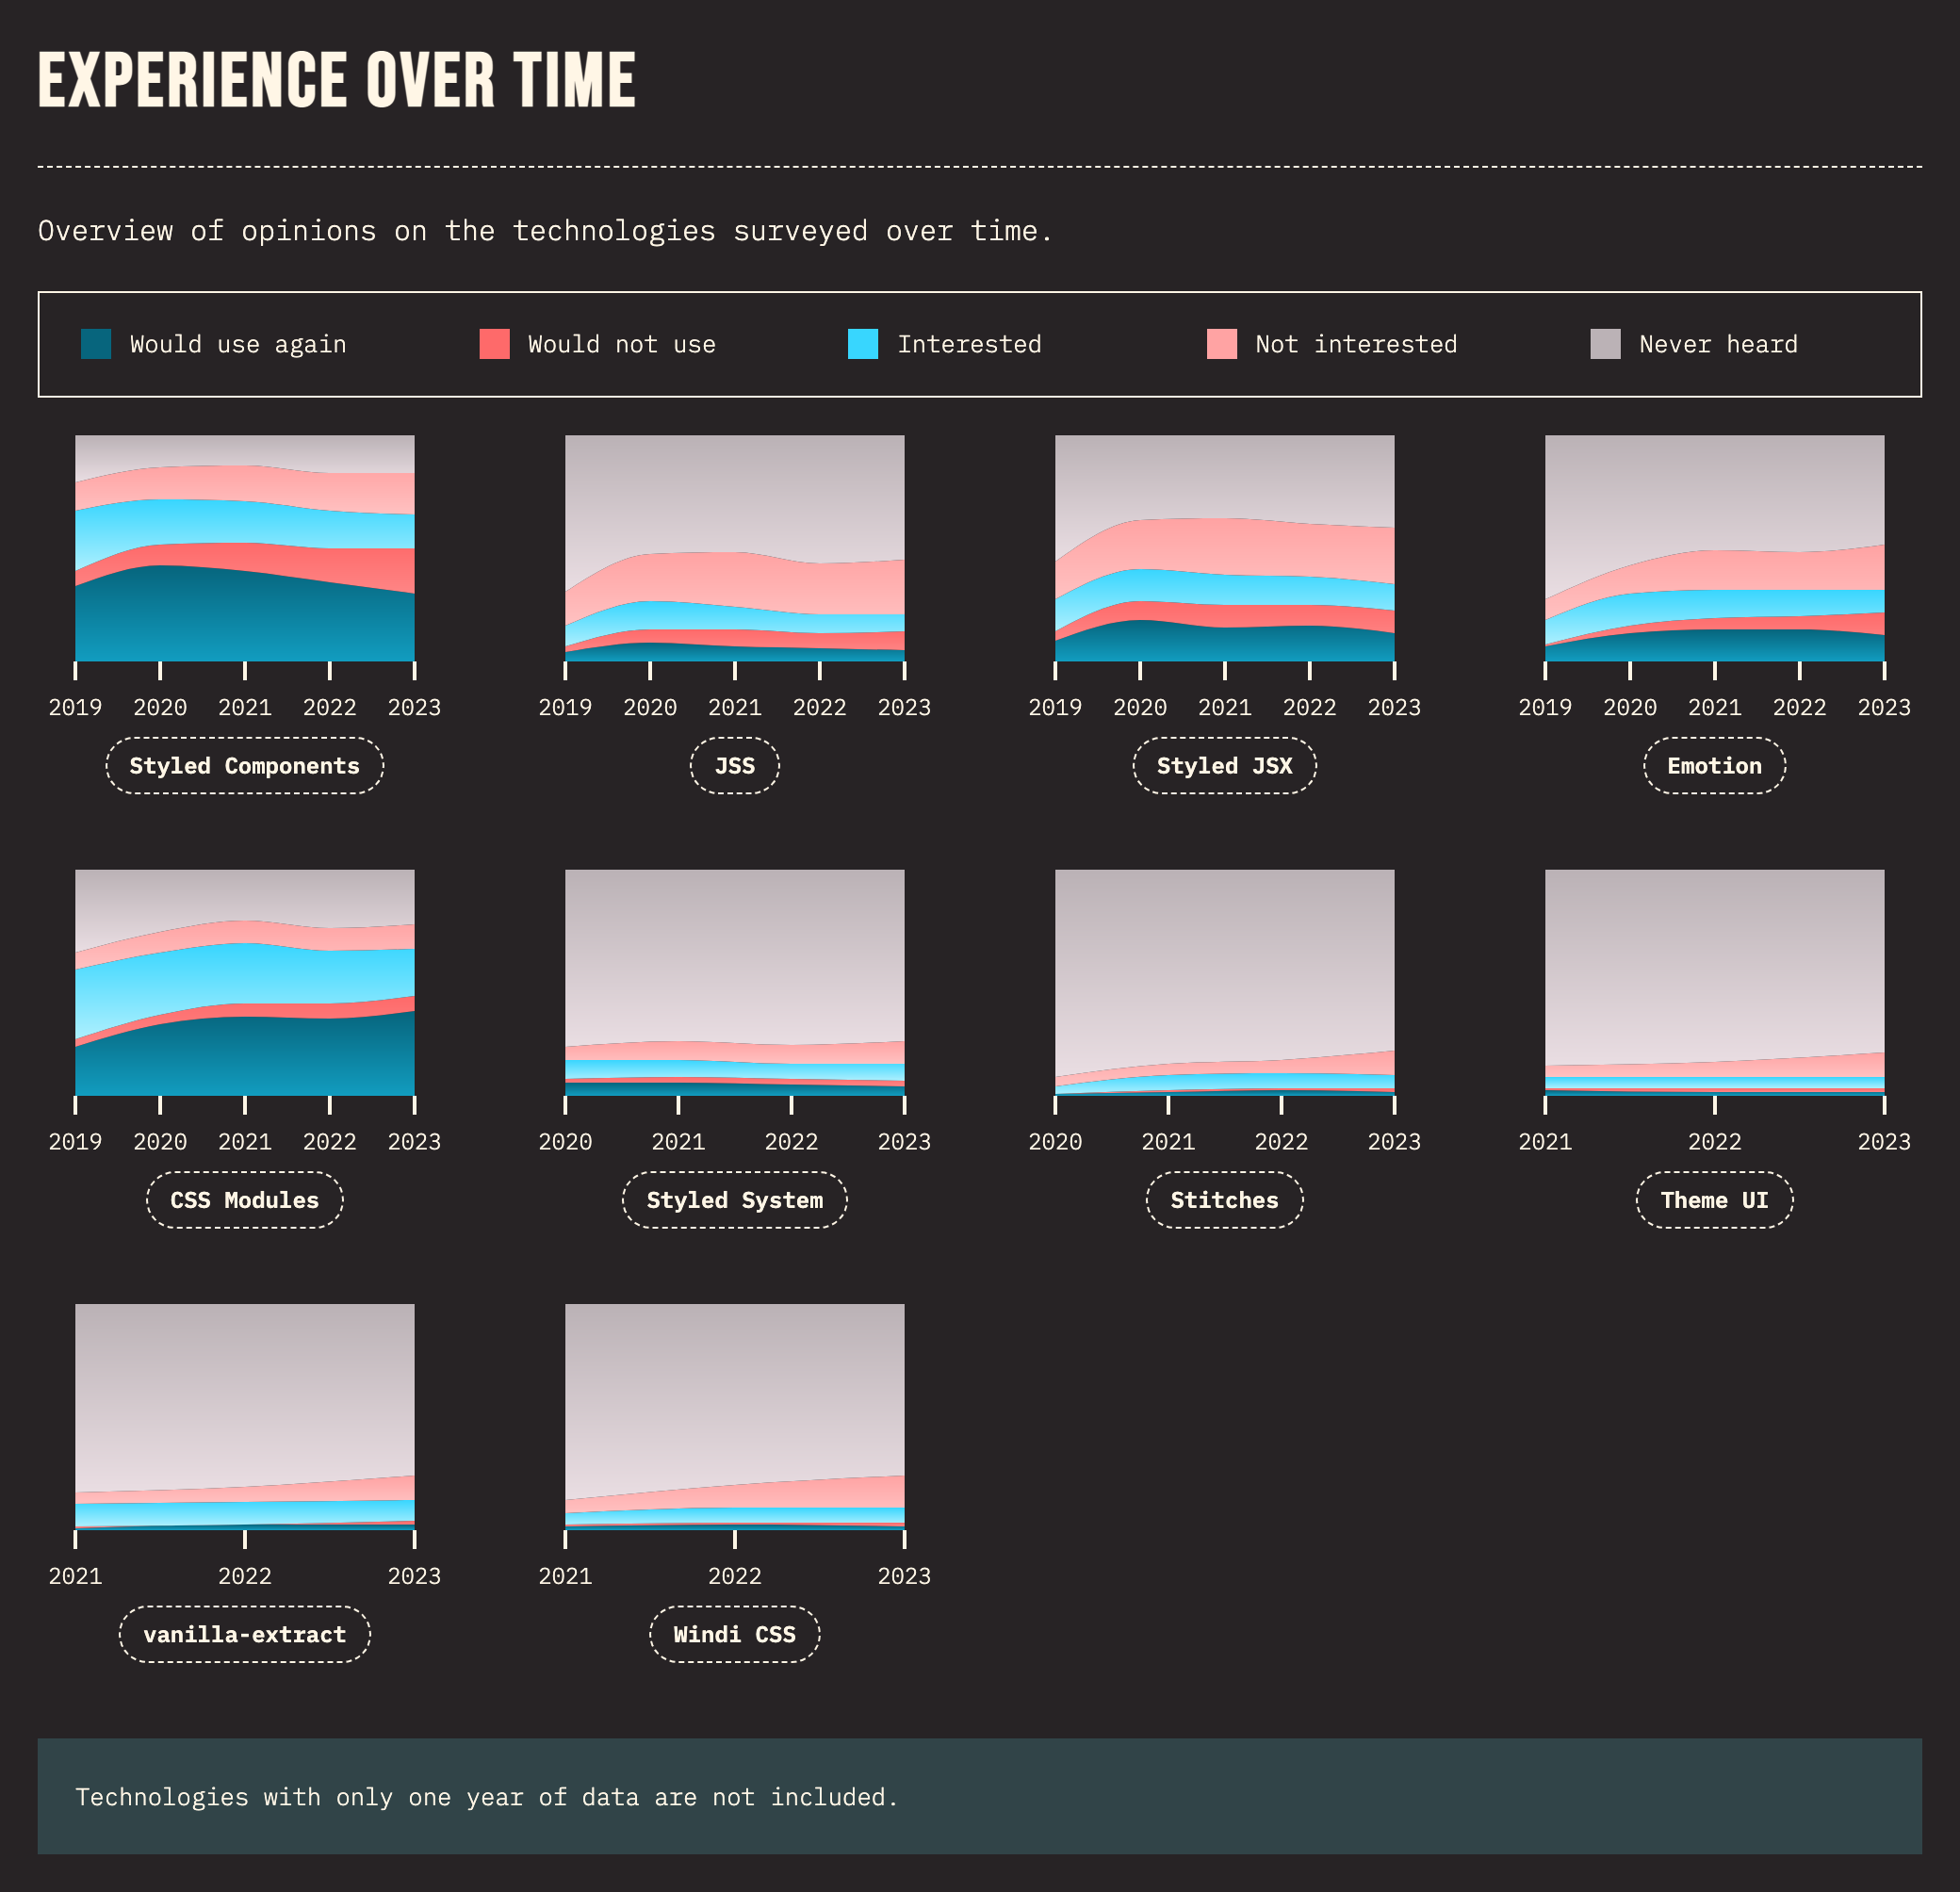 EXPERIENCE OVER TIME
Overview of opinions on the technologies surveyed over time.
Would use again Would not use Interested Not interested Never heard
2019 2020 2021 2022 2023 2019 2020 2021 2022 2023 2019 2020 2021 2022 2023 2019 2020 2021 2022 2023
Styled Components JSS Styled JSX Emotion
2019 2020 2021 2022 2023 2020 2021 2022 2023 2020 2021 2022 2023 2021 2022 2023
CSS Modules Styled System Stitches Theme UI
2021 2022 2023 2021 2022 2023
vanilla-extract Windi CSS
Technologies with only one year of data are not included.